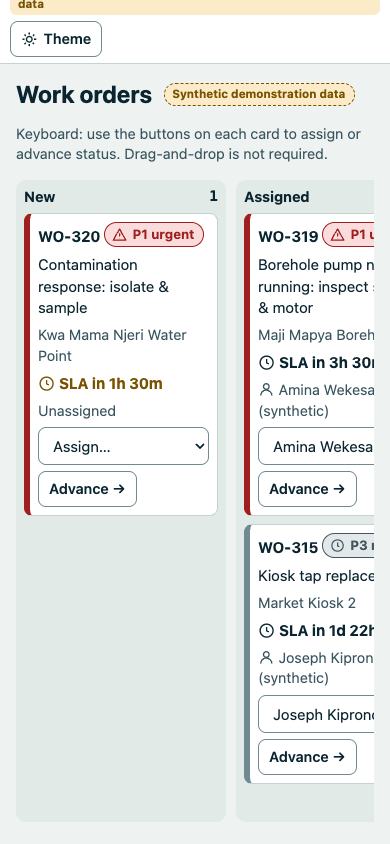 data
Theme
Work orders
Synthetic demonstration data
Keyboard: use the buttons on each card to assign or
advance status. Drag-and-drop is not required.
New 1
WO-320 P1 urgent
Contamination
response: isolate &
sample
Kwa Mama Njeri Water
Point
SLA in 1h 30m
Unassigned
Assign...
Advance →
Assigned
WO-319 P1
Borehole pump
running: inspect
& motor
Maji Mapya
SLA in 3h
Amina Wekesa
(synthetic)
Amina Wekesa
Advance →
WO-315 P3
Kiosk tap
Market Kiosk 2
SLA in 1d
Joseph
(synthetic)
Joseph
Advance →